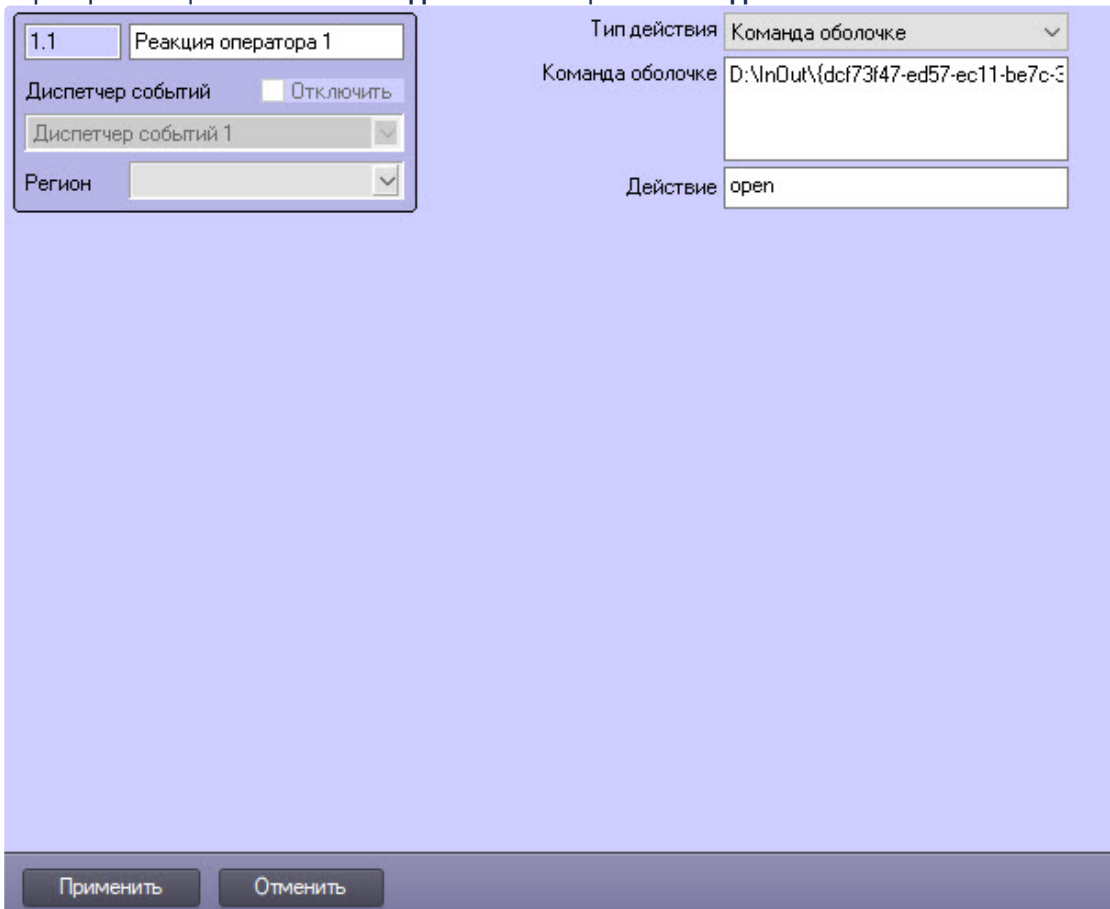 1.1 Реакция оператора 1
Диспетчер событий Отключить
Диспетчер событий 1
Регион
Тип действия Команда оболочке
Команда оболочке D:\InOut\{dcf73f47-ed57-ec11-be7c-3
Действие open
Применить Отменить